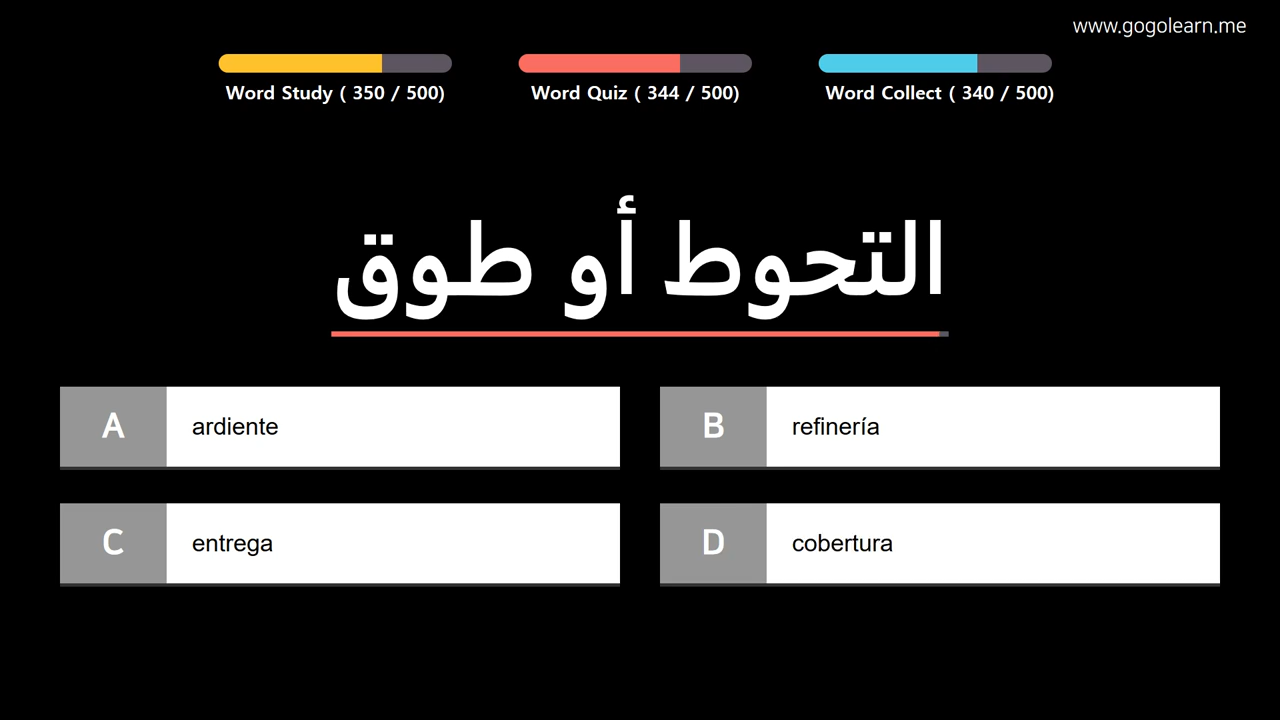 www.gogolearn.me
Word Study ( 350 / 500)
Word Quiz ( 344 / 500)
Word Collect ( 340 / 500)
التحوط أو طوق
A ardiente
B refinería
C entrega
D cobertura